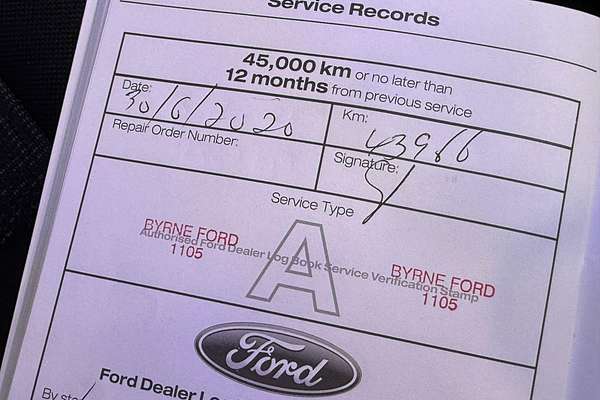 Service Records
45,000 km or no later than
12 months from previous service
Date:
30/6/2020
Km:
43966
Repair Order Number:
Signature:
Service Type
A
BYRNE FORD
1105
Authorised Ford Dealer Log Book Service Verification Stamp
BYRNE FORD
1105
Ford
Ford Dealer
By